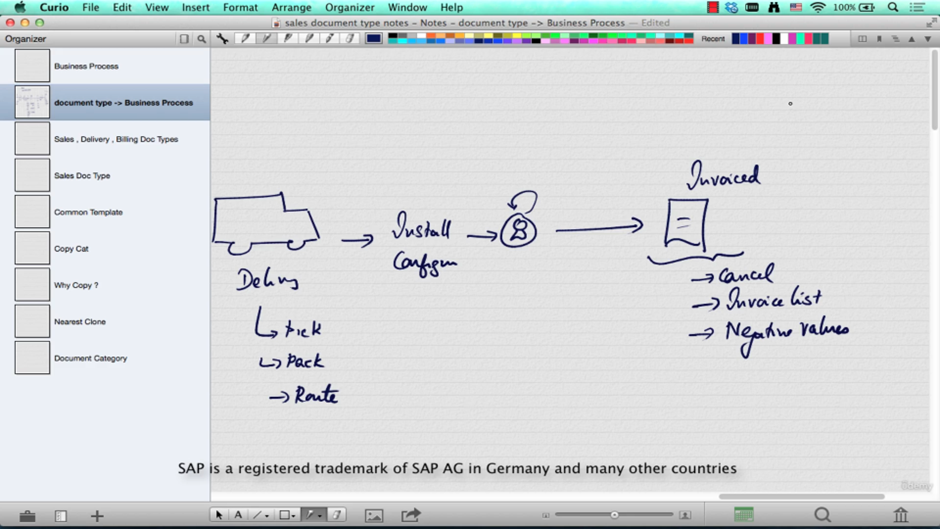 Curio File Edit View Insert Format Arrange Organizer Window Help 100%
sales document type notes - Notes - document type -> Business Process — Edited
Organizer
Recent
Business Process
document type -> Business Process
Sales , Delivery , Billing Doc Types
Sales Doc Type
Common Template
Copy Cat
Why Copy ?
Nearest Clone
Document Category
Invoiced
Install
Delivery
Pick
Pack
→ Route
→ Cancel
→ Invoice list
→ Negative values
SAP is a registered trademark of SAP AG in Germany and many other countries
A